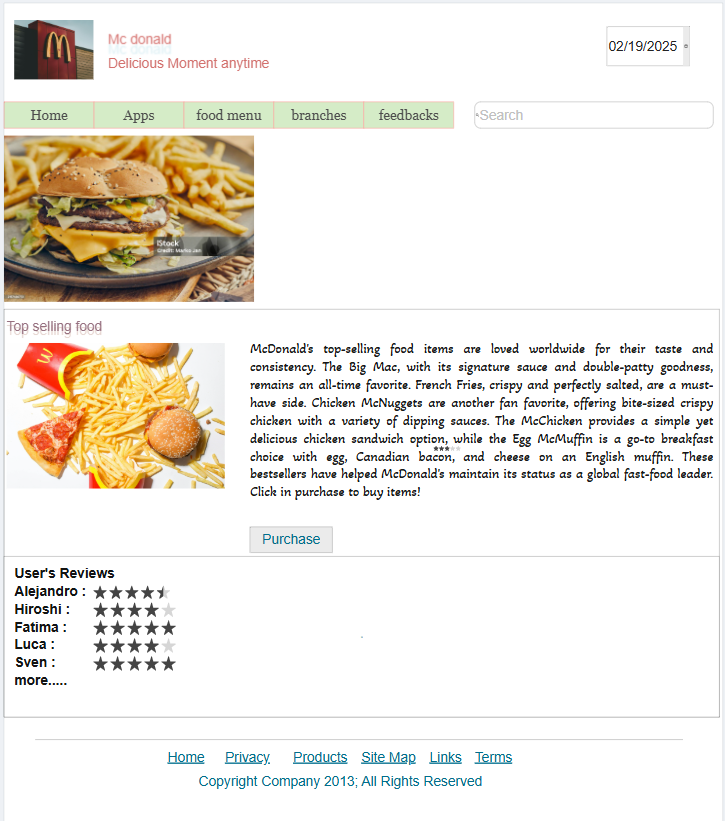 Mc donald
Delicious Moment anytime
02/19/2025
Home
Apps
food menu
branches
feedbacks
Search
iStock
Credit: Marko Jan
Top selling food
McDonald's top-selling food items are loved worldwide for their taste and
consistency. The Big Mac, with its signature sauce and double-patty goodness,
remains an all-time favorite. French Fries, crispy and perfectly salted, are a must-
have side. Chicken McNuggets are another fan favorite, offering bite-sized crispy
chicken with a variety of dipping sauces. The McChicken provides a simple yet
delicious chicken sandwich option, while the Egg McMuffin is a go-to breakfast
choice with egg, Canadian bacon, and cheese on an English muffin. These
bestsellers have helped McDonald's maintain its status as a global fast-food leader.
Click in purchase to buy items!
Purchase
User's Reviews
Alejandro :
Hiroshi :
Fatima :
Luca :
Sven :
more.....
Home Privacy Products Site Map Links Terms
Copyright Company 2013; All Rights Reserved